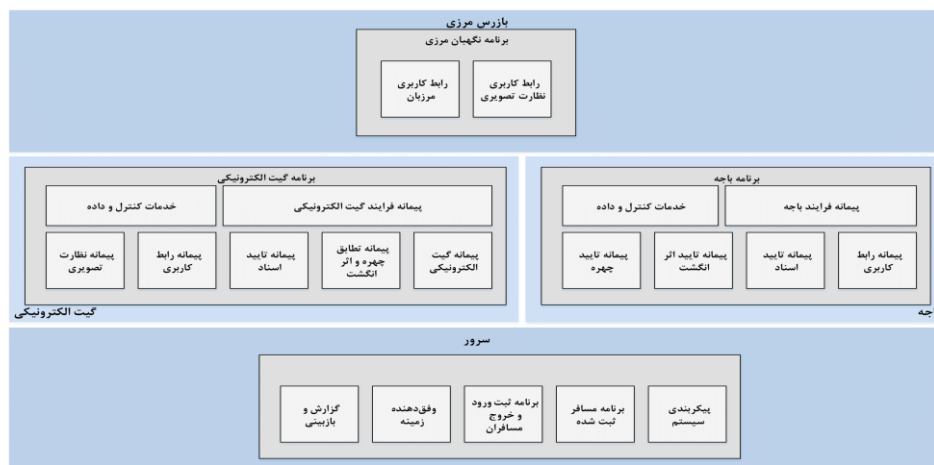 بازرس مرزی
برنامه نگهبان مرزی
رابط کاربری
نظارت تصویری
رابط کاربری
مرزبان
برنامه باجه
پیمانه فرایند باجه
خدمات کنترل و داده
پیمانه رابط
کاربری
پیمانه تایید
اسناد
پیمانه تایید اثر
انگشت
پیمانه تایید
چهره
جه
برنامه گیت الکترونیکی
پیمانه فرایند گیت الکترونیکی
خدمات کنترل و داده
پیمانه گیت
الکترونیکی
پیمانه تطابق
چهره و اثر
انگشت
پیمانه تایید
اسناد
پیمانه رابط
کاربری
پیمانه نظارت
تصویری
گیت الکترونیکی
سرور
پیکربندی
سیستم
برنامه مسافر
ثبت شده
برنامه ثبت ورود
و خروج
مسافران
وفق‌دهنده
زمینه
گزارش و
بازبینی